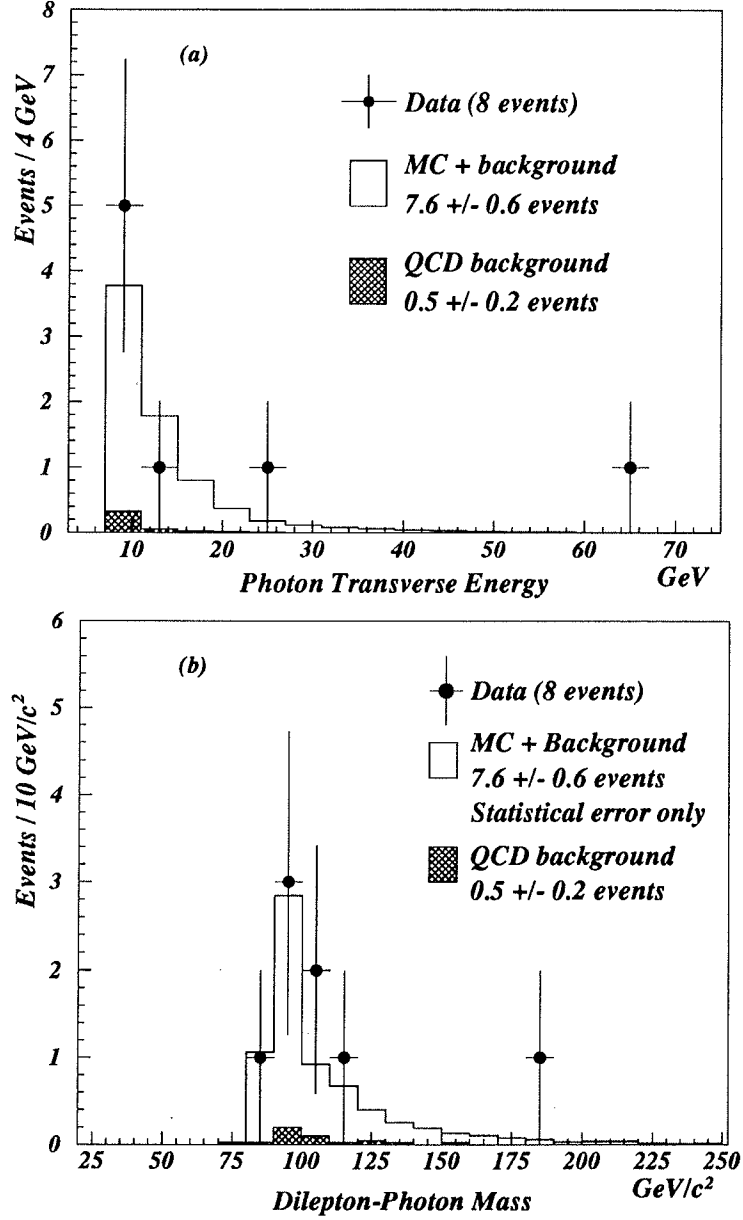 8
7
6
5
4
3
2
1
0
Events / 4 GeV
(a)
Data (8 events)
MC + background
7.6 +/- 0.6 events
QCD background
0.5 +/- 0.2 events
10 20 30 40 50 60 70
Photon Transverse Energy
GeV
6
5
4
3
2
1
0
Events / 10 GeV/c²
(b)
Data (8 events)
MC + Background
7.6 +/- 0.6 events
Statistical error only
QCD background
0.5 +/- 0.2 events
25 50 75 100 125 150 175 200 225 250
GeV/c²
Dilepton-Photon Mass